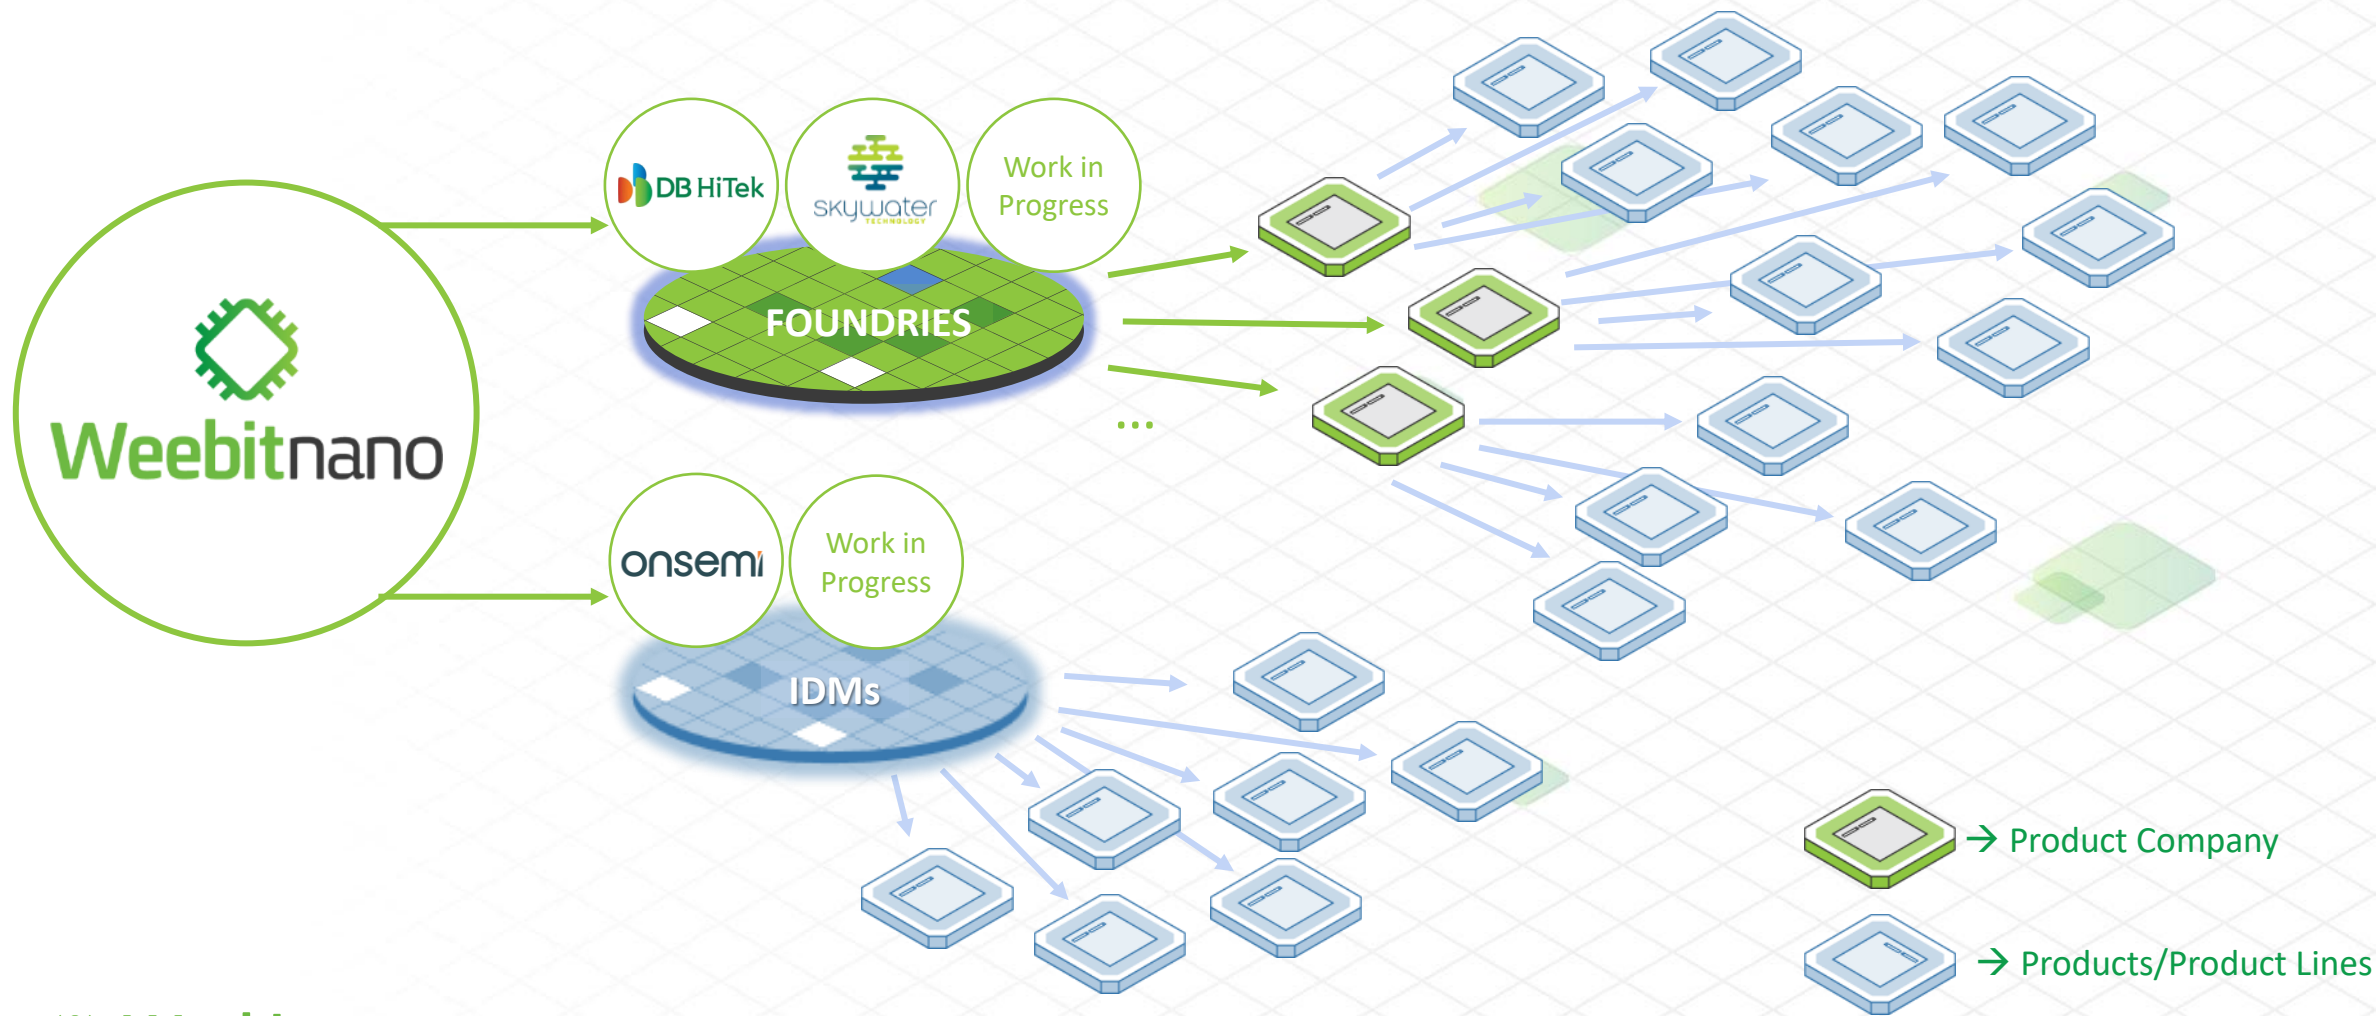 Weebitnano
DB HiTek
skywater
TECHNOLOGY
Work in
Progress
FOUNDRIES
...
onsemi
Work in
Progress
IDMs
→ Product Company
→ Products/Product Lines